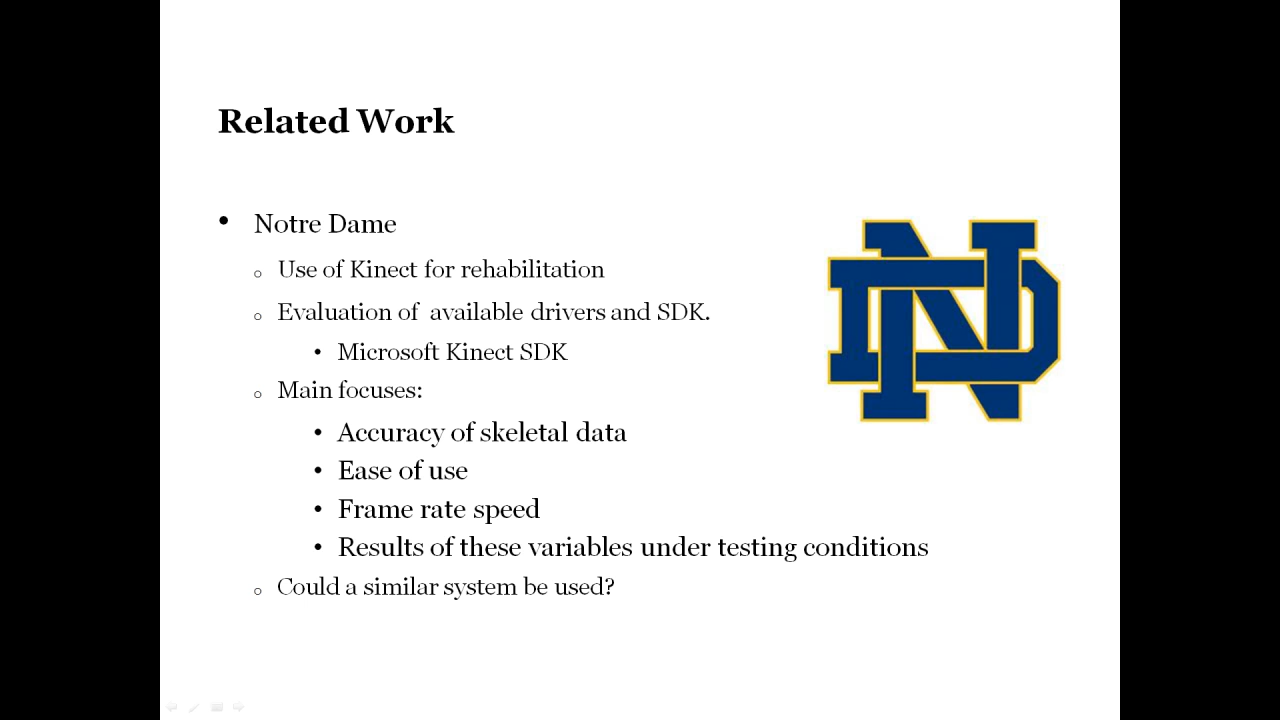 Related Work
• Notre Dame
o Use of Kinect for rehabilitation
o Evaluation of  available drivers and SDK.
• Microsoft Kinect SDK
o Main focuses:
• Accuracy of skeletal data
• Ease of use
• Frame rate speed
• Results of these variables under testing conditions
o Could a similar system be used?
ND